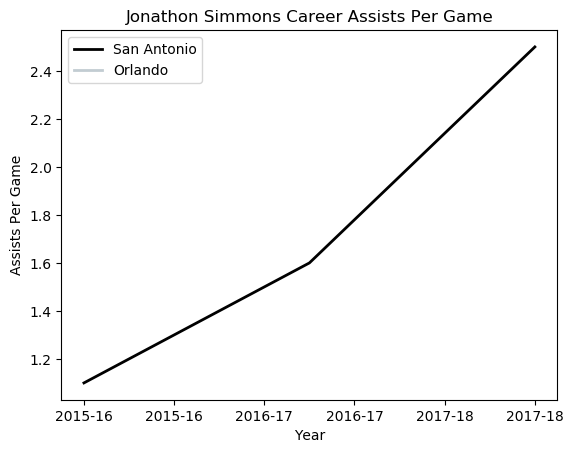 Jonathon Simmons Career Assists Per Game
San Antonio
Orlando
2.4
2.2
2.0
1.8
1.6
1.4
1.2
Assists Per Game
2015-16 2015-16 2016-17 2016-17 2017-18 2017-18
Year